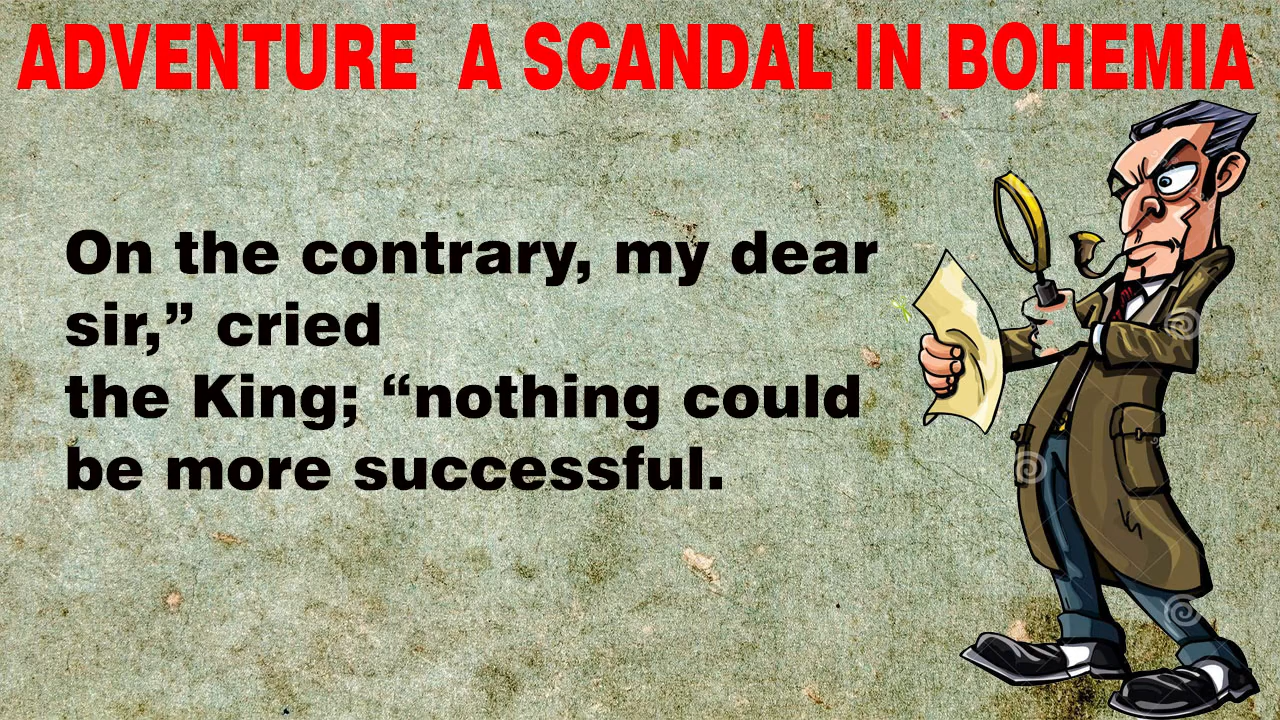 ADVENTURE  A SCANDAL IN BOHEMIA
On the contrary, my dear
sir,” cried
the King; “nothing could
be more successful.